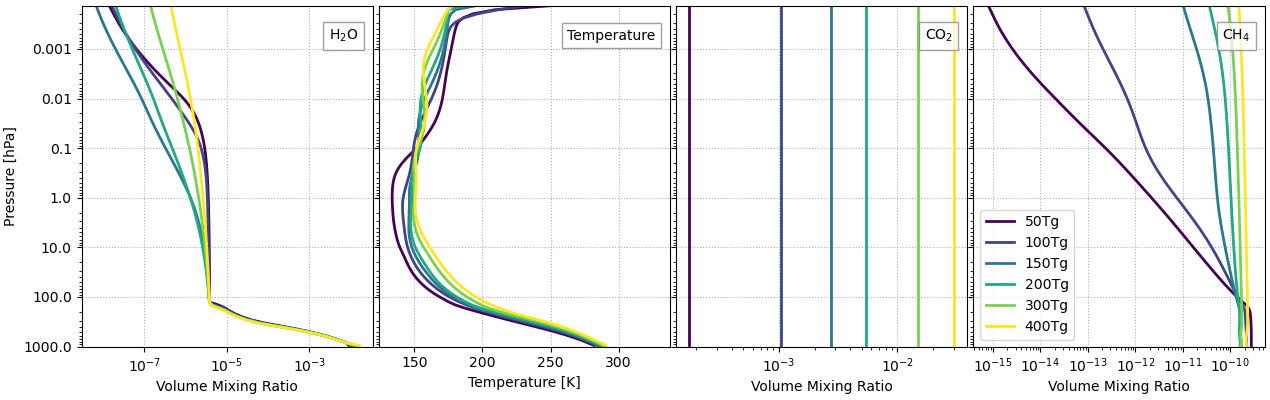 Pressure [hPa]
0.001
0.01
0.1
1.0
10.0
100.0
1000.0
H₂O
10⁻⁷ 10⁻⁵ 10⁻³
Volume Mixing Ratio
Temperature
150 200 250 300
Temperature [K]
CO₂
10⁻³ 10⁻²
Volume Mixing Ratio
CH₄
50Tg
100Tg
150Tg
200Tg
300Tg
400Tg
10⁻¹⁵ 10⁻¹⁴ 10⁻¹³ 10⁻¹² 10⁻¹¹ 10⁻¹⁰
Volume Mixing Ratio